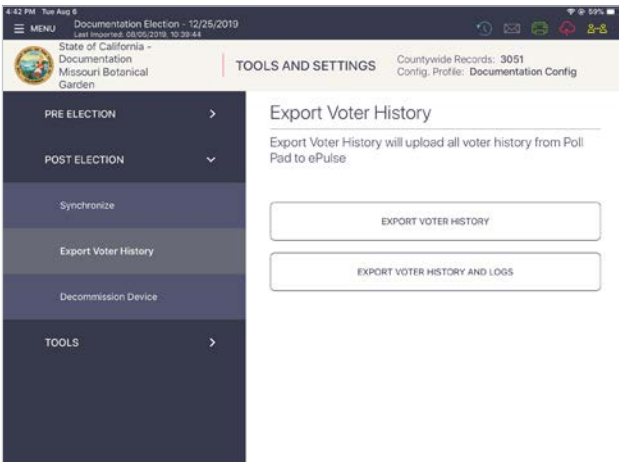 4:42 PM Tue Aug 6
59%
MENU
Documentation Election - 12/25/2019
Last Imported: 08/05/2019, 10:39:44
State of California -
Documentation
Missouri Botanical
Garden
TOOLS AND SETTINGS
Countywide Records: 3051
Config. Profile: Documentation Config
PRE ELECTION
POST ELECTION
Synchronize
Export Voter History
Decommission Device
TOOLS
Export Voter History
Export Voter History will upload all voter history from Poll
Pad to ePulse
EXPORT VOTER HISTORY
EXPORT VOTER HISTORY AND LOGS